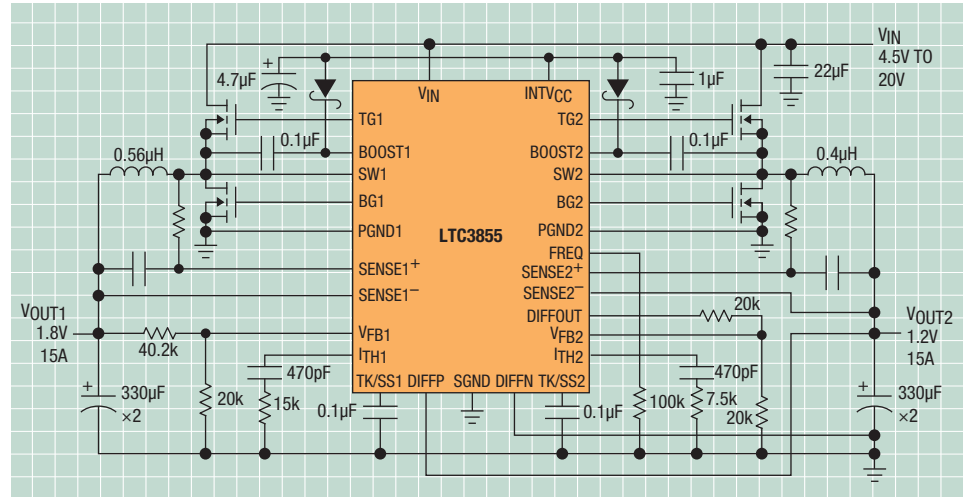 VIN
4.5V TO
20V
4.7µF
+
1µF
22µF
VIN
INTVCC
TG1
TG2
0.1µF
0.1µF
BOOST1
BOOST2
0.56µH
0.4µH
SW1
SW2
BG1
BG2
PGND1
PGND2
LTC3855
FREQ
SENSE1+
SENSE2+
SENSE1–
SENSE2–
DIFFOUT
20k
VOUT1
1.8V
15A
VFB1
VFB2
VOUT2
1.2V
15A
40.2k
ITH1
ITH2
470pF
470pF
TK/SS1 DIFFP SGND DIFFN TK/SS2
+
330µF
×2
20k
15k
0.1µF
0.1µF
100k
7.5k
20k
+
330µF
×2